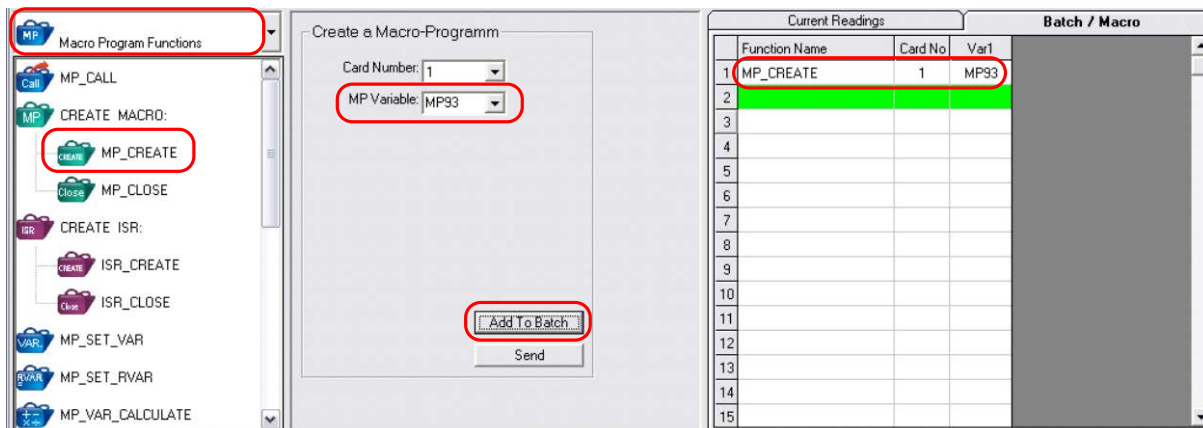 MP
Macro Program Functions
Call MP_CALL
MP CREATE MACRO:
CREATE MP_CREATE
Close MP_CLOSE
ISR CREATE ISR:
CREATE ISR_CREATE
Close ISR_CLOSE
VAR. MP_SET_VAR
RVAR MP_SET_RVAR
MP_VAR_CALCULATE
Create a Macro-Programm
Card Number: 1
MP Variable: MP93
Add To Batch
Send
Current Readings Batch / Macro
Function Name Card No Var1
1 MP_CREATE 1 MP93
2
3
4
5
6
7
8
9
10
11
12
13
14
15